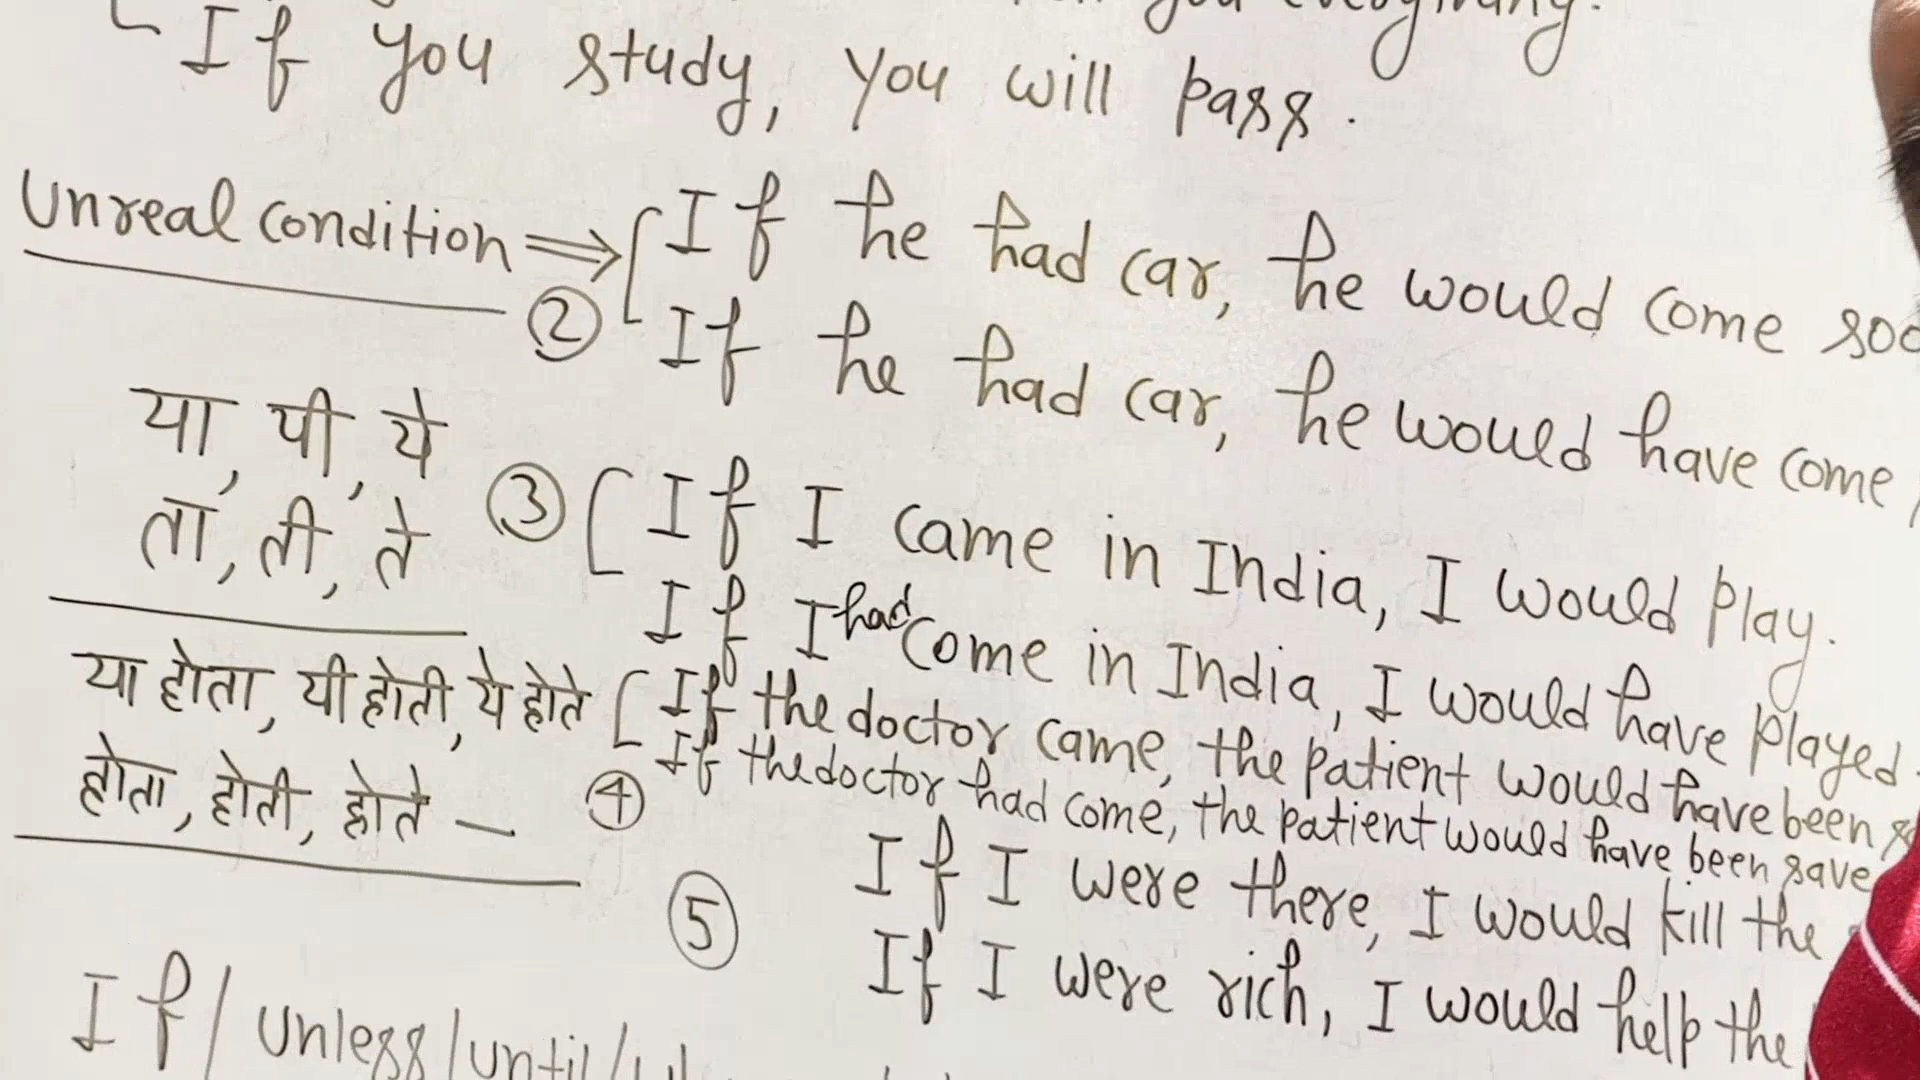 you everything.
If you study, you will pass.
Unreal condition ⇒ If he had car, he would come
② If he had car, he would have come
या, यी, ये
ता, ती, ते
③ If I came in India, I would play.
If I had come in India, I would have played
या होता, यी होती, ये होते
होता, होती, होते —
④ If the doctor came, the patient would have been
If the doctor had come, the patient would have been save
⑤ If I were there, I would kill the
If I were rich, I would help the
If/unless/until/